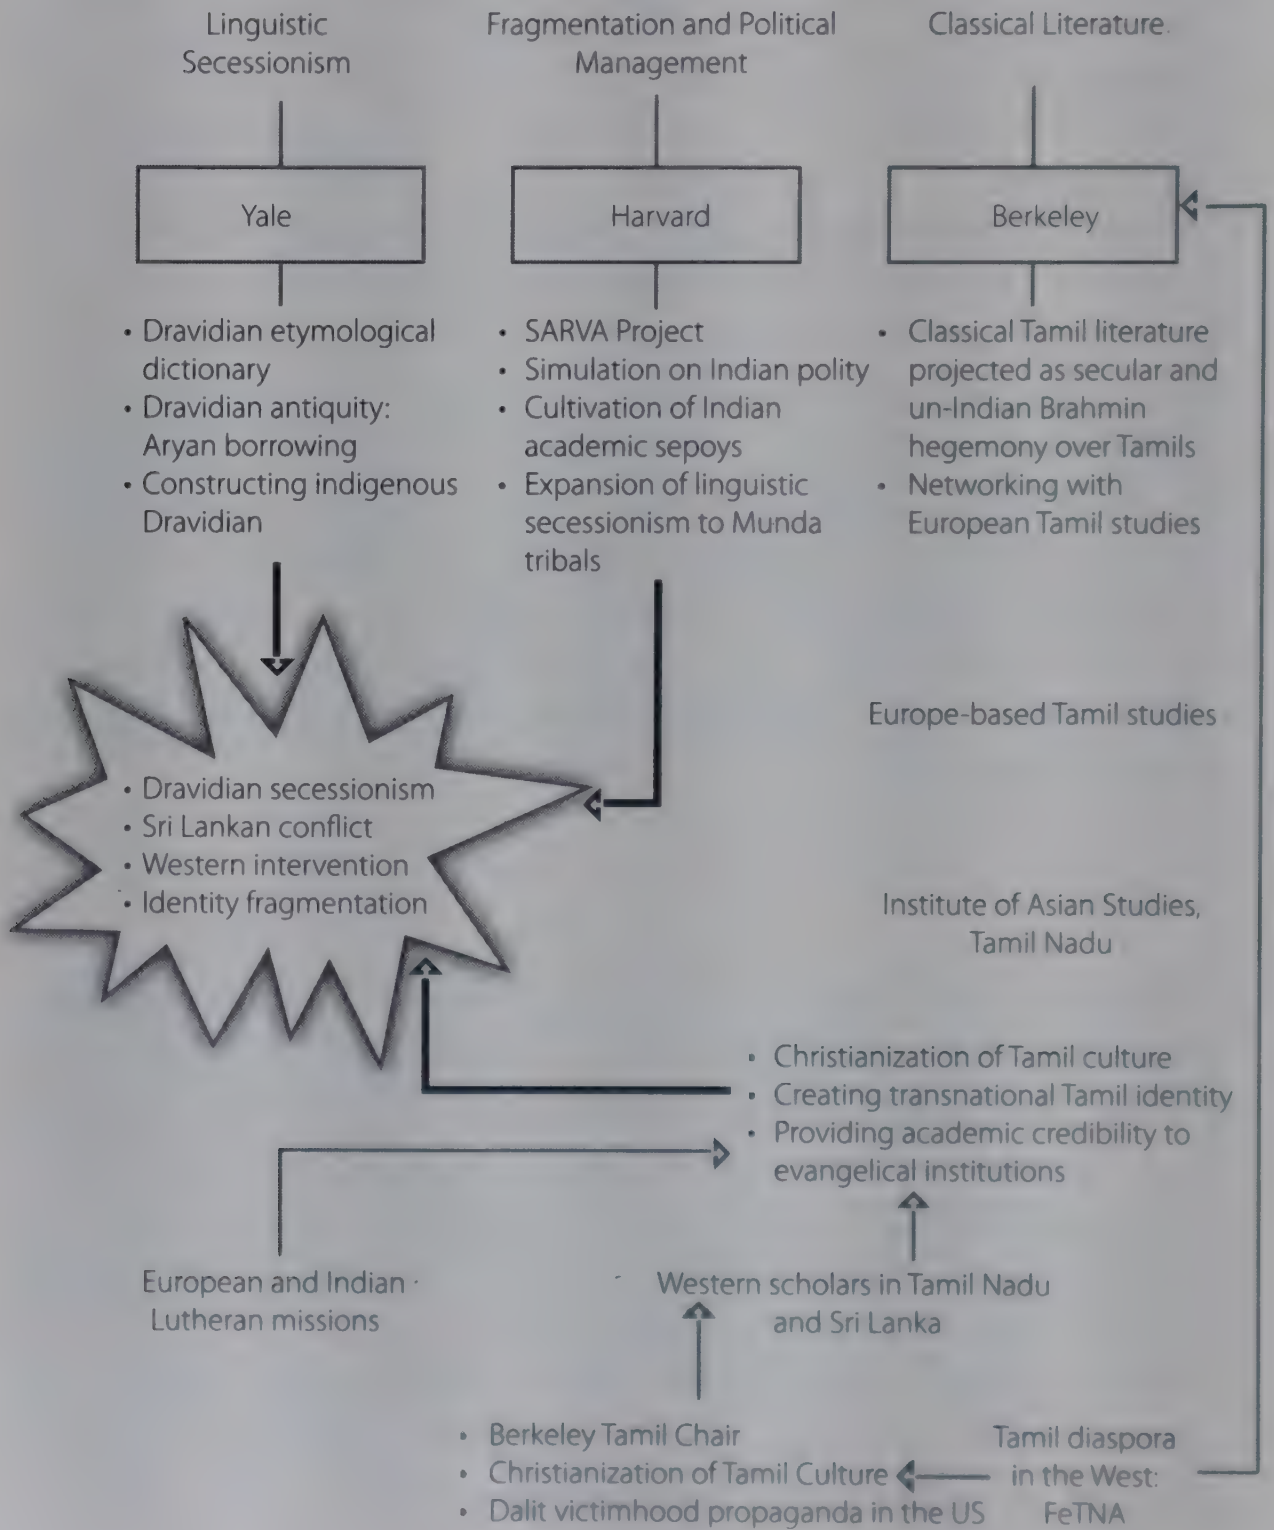 Linguistic
Secessionism
Fragmentation and Political
Management
Classical Literature
Yale
Harvard
Berkeley
• Dravidian etymological
dictionary
• Dravidian antiquity:
Aryan borrowing
• Constructing indigenous
Dravidian
• SARVA Project
• Simulation on Indian polity
• Cultivation of Indian
academic sepoys
• Expansion of linguistic
secessionism to Munda
tribals
• Classical Tamil literature
projected as secular and
un-Indian Brahmin
hegemony over Tamils
• Networking with
European Tamil studies
• Dravidian secessionism
• Sri Lankan conflict
• Western intervention
• Identity fragmentation
Europe-based Tamil studies
Institute of Asian Studies,
Tamil Nadu
• Christianization of Tamil culture
• Creating transnational Tamil identity
• Providing academic credibility to
evangelical institutions
European and Indian
Lutheran missions
Western scholars in Tamil Nadu
and Sri Lanka
• Berkeley Tamil Chair
• Christianization of Tamil Culture
• Dalit victimhood propaganda in the US
Tamil diaspora
in the West:
FeTNA